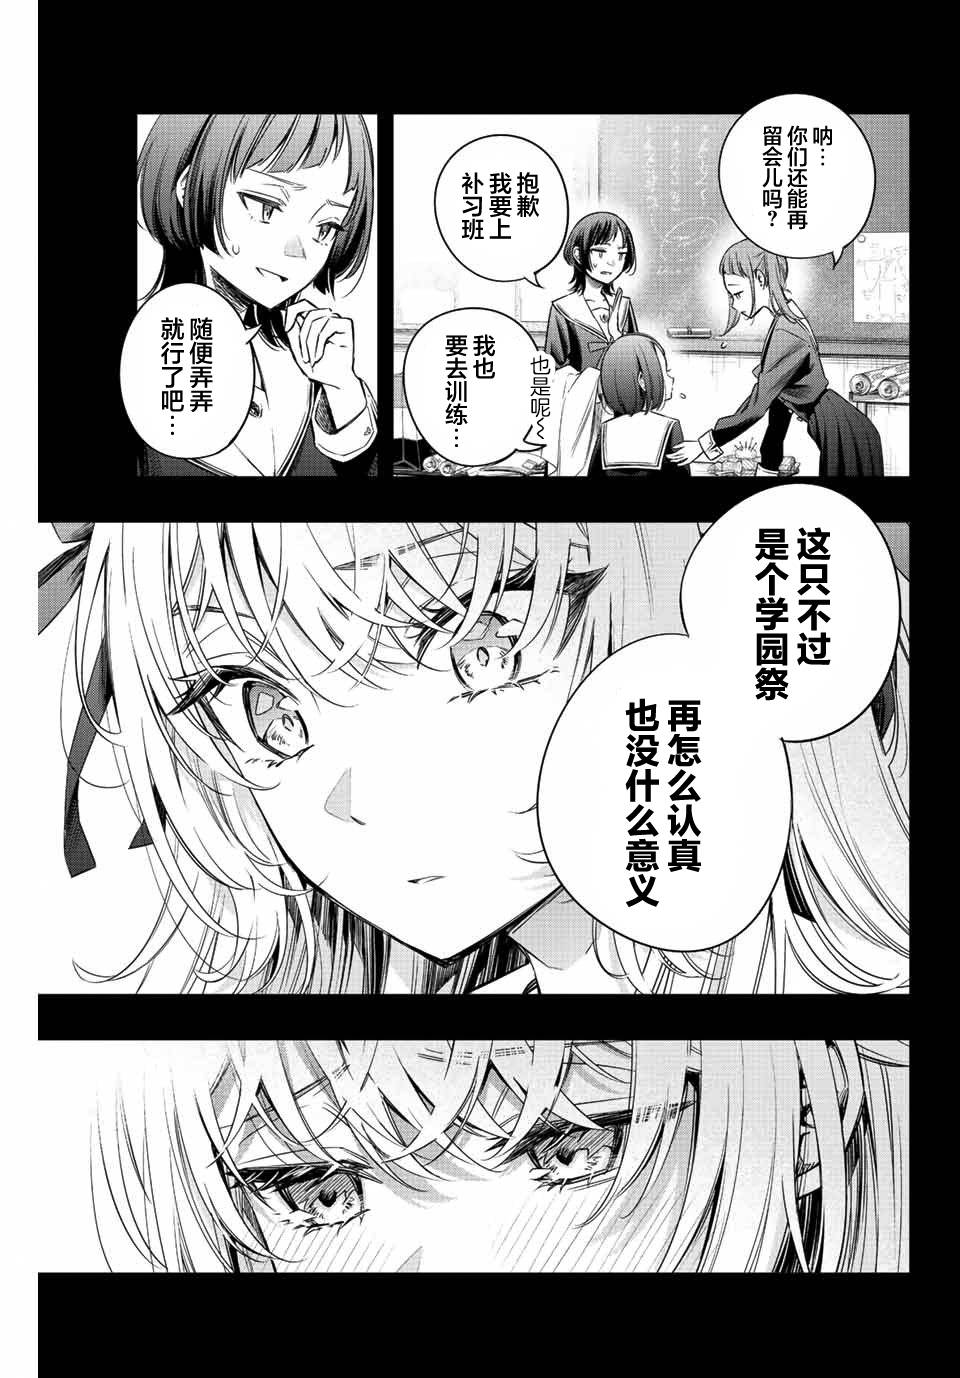 呐…
你们还能再
留会儿吗?
抱歉
我要上
补习班
我也
要去训练…
也是呢~
随便弄弄
就行了吧…
这只不过
是个学园祭
再怎么认真
也没什么意义